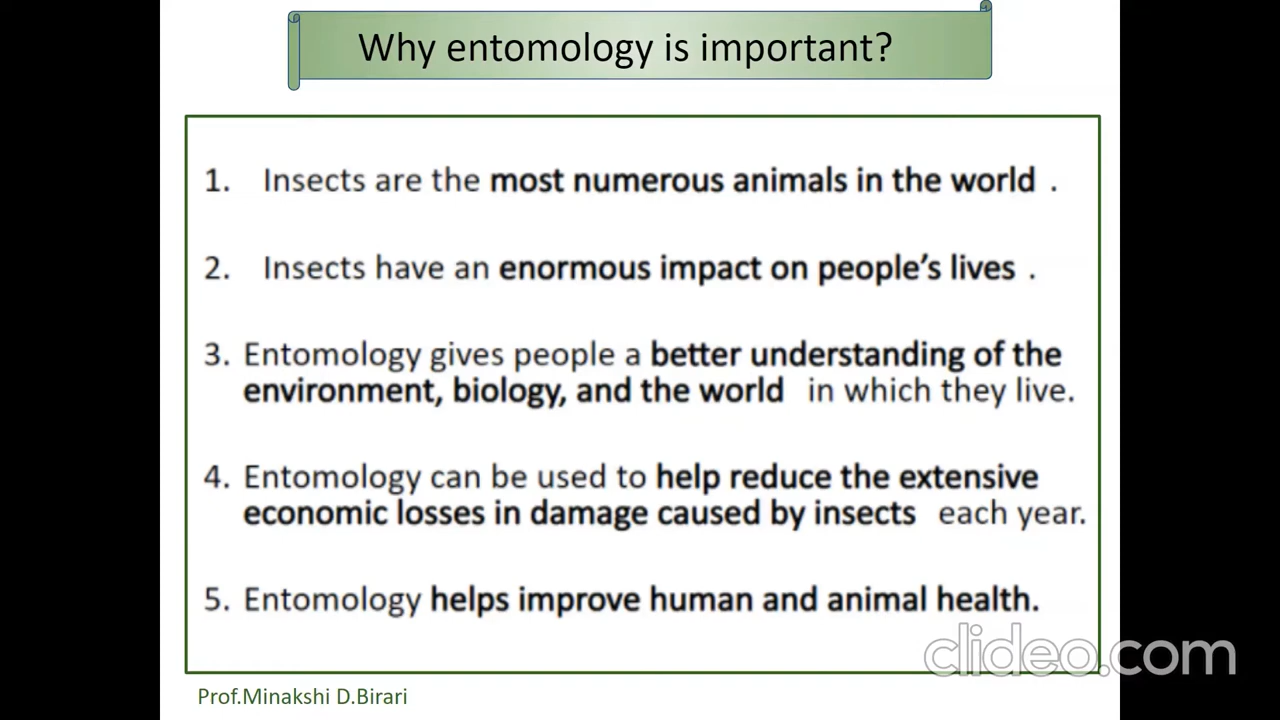 Why entomology is important?
1. Insects are the most numerous animals in the world .
2. Insects have an enormous impact on people’s lives .
3. Entomology gives people a better understanding of the
environment, biology, and the world in which they live.
4. Entomology can be used to help reduce the extensive
economic losses in damage caused by insects each year.
5. Entomology helps improve human and animal health.
clideo.com
Prof.Minakshi D.Birari